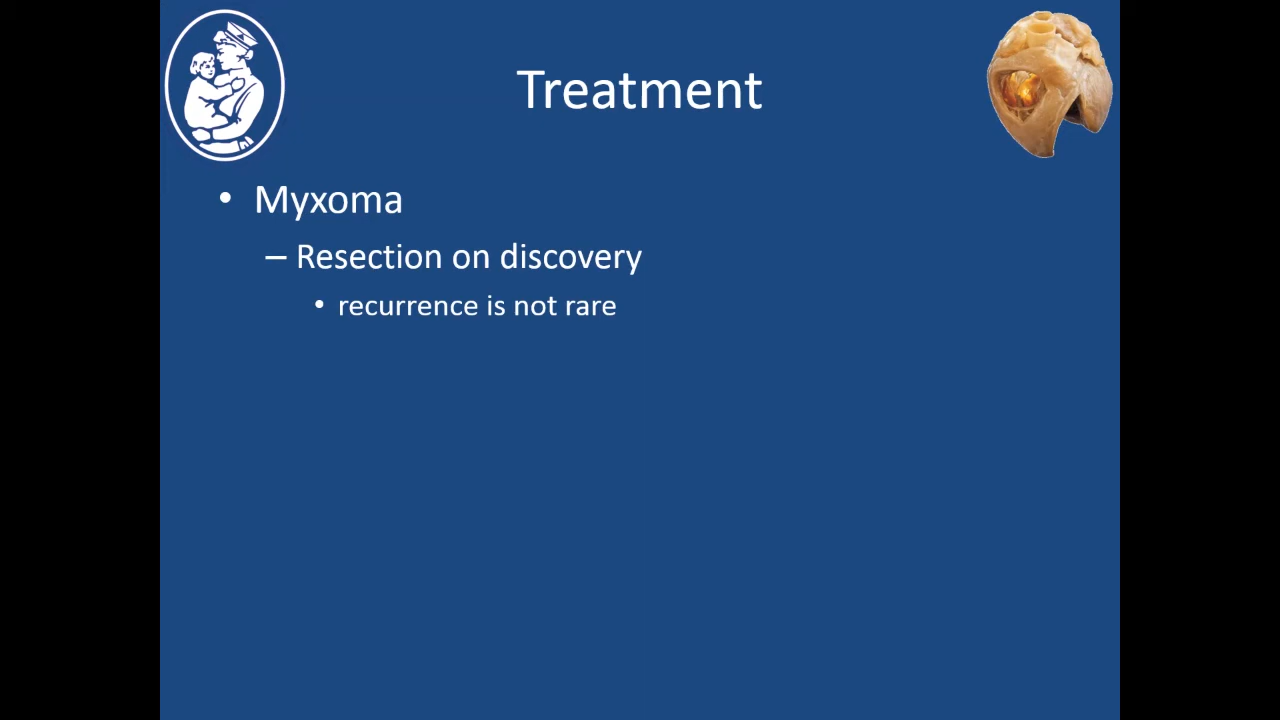 Treatment
• Myxoma
– Resection on discovery
• recurrence is not rare